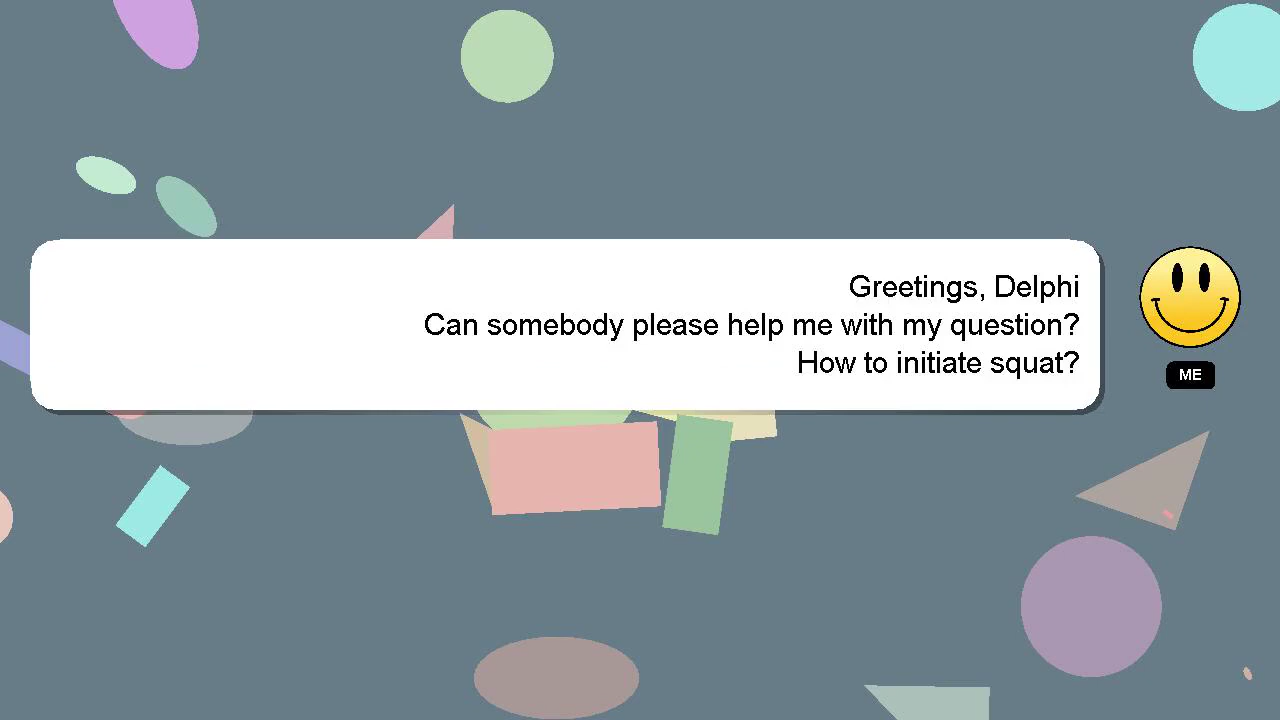 Greetings, Delphi
Can somebody please help me with my question?
How to initiate squat?
ME